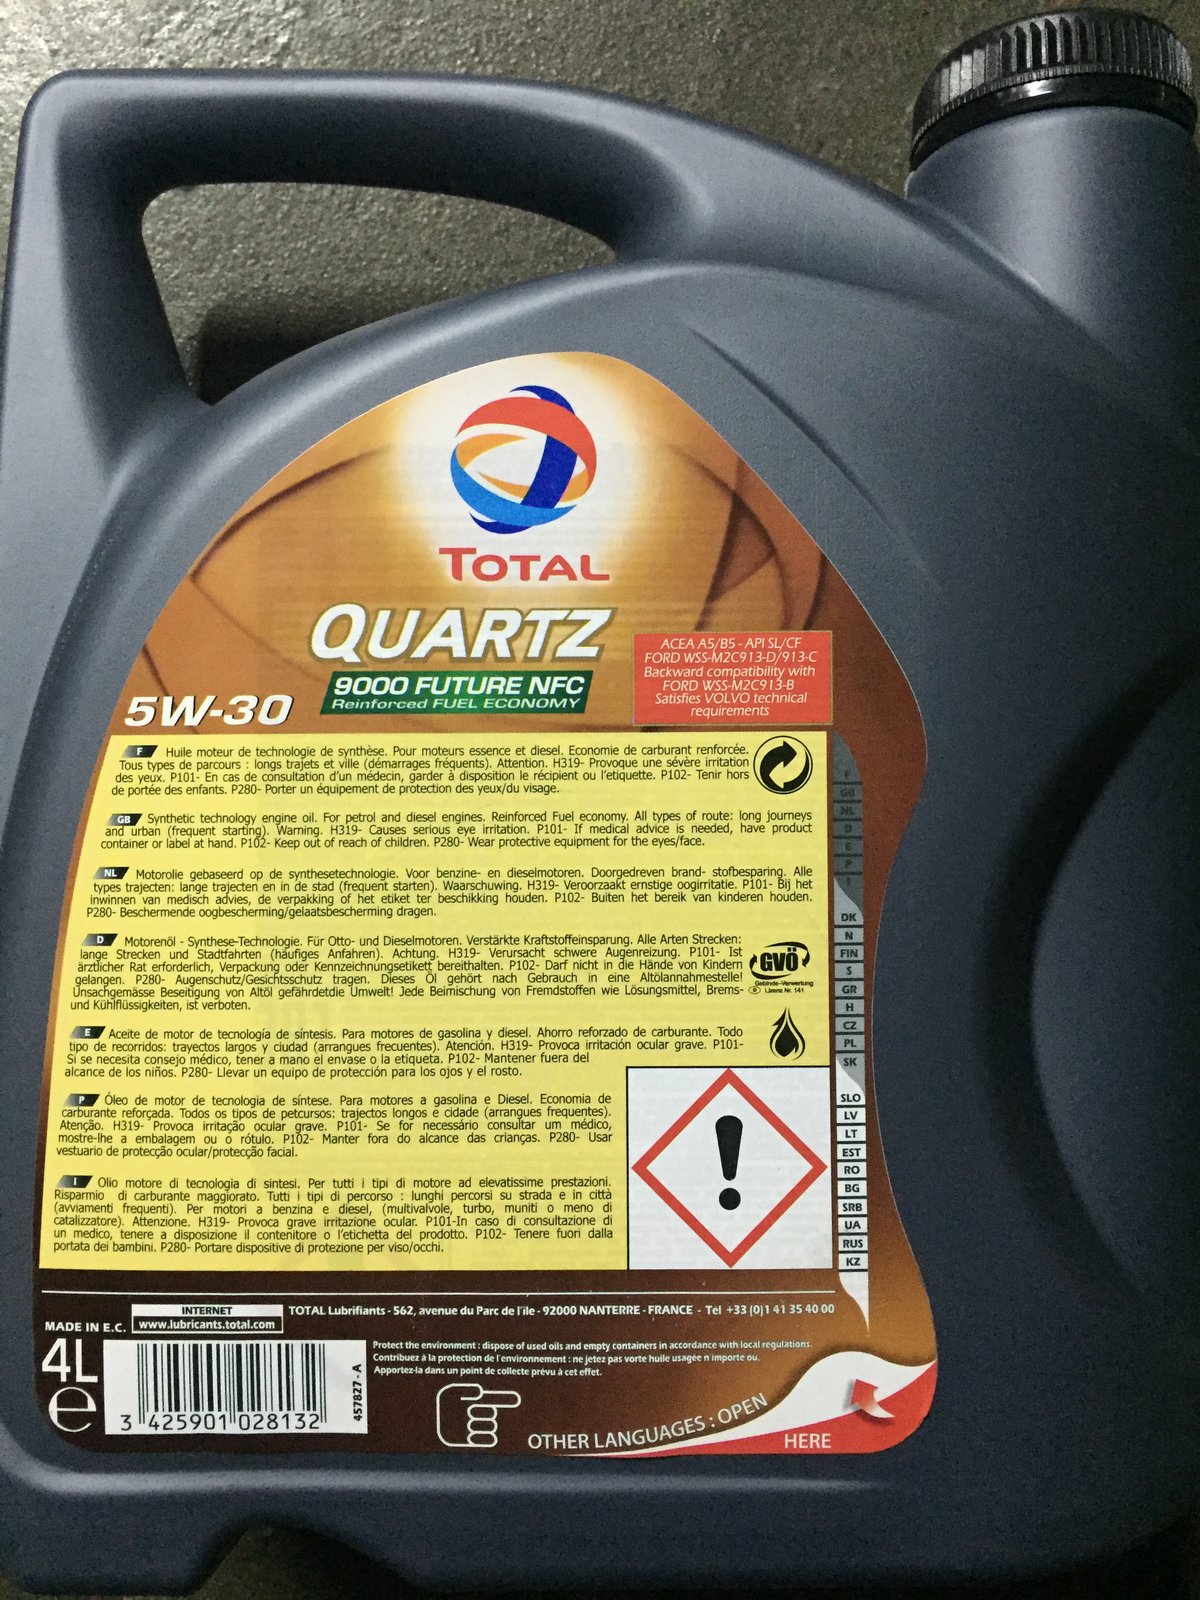 TOTAL
QUARTZ
9000 FUTURE NFC
Reinforced FUEL ECONOMY
5W-30
ACEA A5/B5 - API SL/CF
FORD WSS-M2C913-D/913-C
Backward compatibility with
FORD WSS-M2C913-B
Satisfies VOLVO technical
requirements
F Huile moteur de technologie de synthèse. Pour moteurs essence et diesel. Economie de carburant renforcée.
Tous types de parcours : longs trajets et ville (démarrages fréquents). Attention. H319- Provoque une sévère irritation
des yeux. P101- En cas de consultation d'un médecin, garder à disposition le récipient ou l'etiquette. P102- Tenir hors
de portée des enfants. P280- Porter un équipement de protection des yeux/du visage.
GB Synthetic technology engine oil. For petrol and diesel engines. Reinforced Fuel economy. All types of route: long journeys
and urban (frequent starting). Warning. H319- Causes serious eye irritation. P101- If medical advice is needed, have product
container or label at hand. P102- Keep out of reach of children. P280- Wear protective equipment for the eyes/face.
NL Motorolie gebaseerd op de synthesetechnologie. Voor benzine- en dieselmotoren. Doorgedreven brand- stofbesparing. Alle
types trajecten: lange trajecten en in de stad (frequent starten). Waarschuwing. H319- Veroorzaakt ernstige oogirritatie. P101- Bij het
inwinnen van medisch advies, de verpakking of het etiket ter beschikking houden. P102- Buiten het bereik van kinderen houden.
P280- Beschermende oogbescherming/gelaatsbescherming dragen.
D Motorenöl - Synthese-Technologie. Für Otto- und Dieselmotoren. Verstärkte Kraftstoffeinsparung. Alle Arten Strecken:
lange Strecken und Stadtfahrten (häufiges Anfahren). Achtung. H319- Verursacht schwere Augenreizung. P101- Ist
ärztlicher Rat erforderlich, Verpackung oder Kennzeichnungsetikett bereithalten. P102- Darf nicht in die Hände von Kindern
gelangen. P280- Augenschutz/Gesichtsschutz tragen. Dieses Öl gehört nach Gebrauch in eine Altölannahmestelle!
Unsachgemässe Beseitigung von Altöl gefährdetdie Umwelt! Jede Beimischung von Fremdstoffen wie Lösungsmittel, Brems-
und Kühlflüssigkeiten, ist verboten.
GVÖ
Gebinde-Verwertung
Lizenz Nr. 141
E Aceite de motor de tecnología de síntesis. Para motores de gasolina y diesel. Ahorro reforzado de carburante. Todo
tipo de recorridos: trayectos largos y ciudad (arrangues frecuentes). Atención. H319- Provoca irritación ocular grave. P101-
Si se necesita consejo médico, tener a mano el envase o la etiqueta. P102- Mantener fuera del
alcance de los niños. P280- Llevar un equipo de protección para los ojos y el rosto.
P Óleo de motor de tecnologia de síntese. Para motores a gasolina e Diesel. Economia de
carburante reforçada. Todos os tipos de petcursos: trajectos longos e cidade (arrangues frequentes).
Atenção. H319- Provoca irritação ocular grave. P101- Se for necessário consultar um médico,
mostre-lhe a embalagem ou o rótulo. P102- Manter fora do alcance das crianças. P280- Usar
vestuario de protecção ocular/protecção facial.
I Olio motore di tecnologia di sintesi. Per tutti i tipi di motore ad elevatissime prestazioni.
Risparmio di carburante maggiorato. Tutti i tipi di percorso : lunghi percorsi su strada e in città
(avviamenti frequenti). Per motori a benzina e diesel, (multivalvole, turbo, muniti o meno di
catalizzatore). Attenzione. H319- Provoca grave irritazione ocular. P101-In caso di consultazione di
un medico, tenere a disposizione il contenitore o l'etichetta del prodotto. P102- Tenere fuori dalla
portata dei bambini. P280- Portare dispositive di protezione per viso/occhi.
F
GB
NL
D
E
P
I
DK
N
FIN
S
GR
H
CZ
PL
SK
SLO
LV
LT
EST
RO
BG
SRB
UA
RUS
KZ
MADE IN E.C.
INTERNET
www.lubricants.total.com
TOTAL Lubrifiants - 562, avenue du Parc de l'ile - 92000 NANTERRE - FRANCE - Tél +33 (0)1 41 35 40 00
4L
e
3 425901 028132
457827 - A
Protect the environment : dispose of used oils and empty containers in accordance with local regulations.
Contribuez à la protection de l'environnement : ne jetez pas vorte huile usagée n'importe ou.
Apportez-la dans un point de collecte prévu à cet effet.
OTHER LANGUAGES : OPEN
HERE